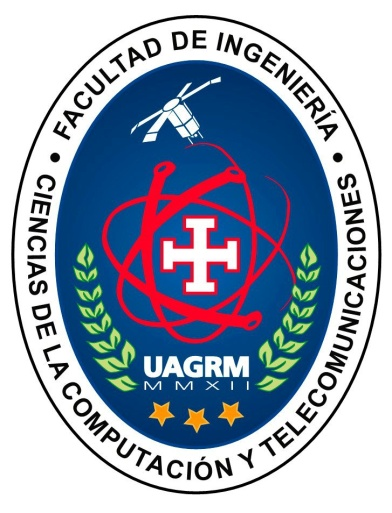 FACULTAD DE INGENIERÍA
CIENCIAS DE LA COMPUTACIÓN Y TELECOMUNICACIONES
UAGRM
MMXII